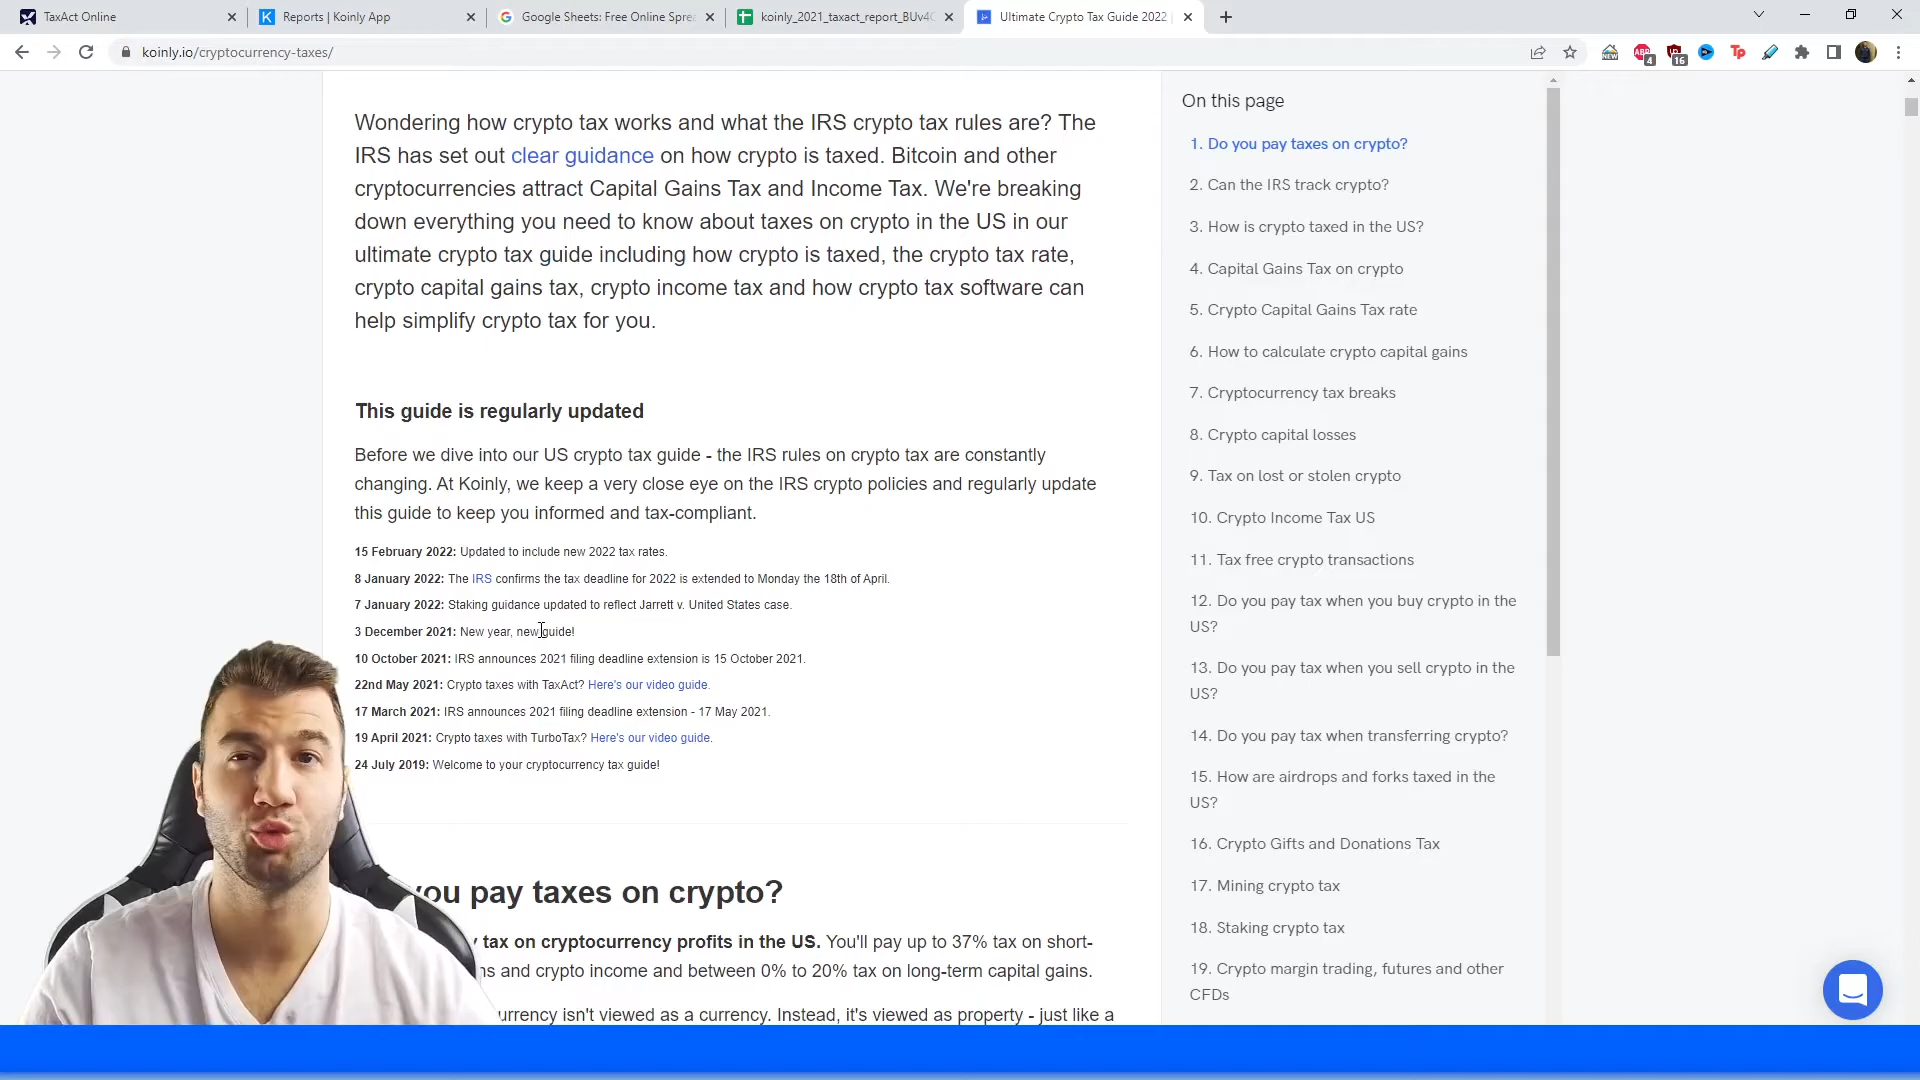 TaxAct Online
Reports | Koinly App
Google Sheets: Free Online Sprea
koinly_2021_taxact_report_BUv4C
Ultimate Crypto Tax Guide 2022 |
koinly.io/cryptocurrency-taxes/
NEW
ABP
4
16
Tp
Wondering how crypto tax works and what the IRS crypto tax rules are? The
IRS has set out clear guidance on how crypto is taxed. Bitcoin and other
cryptocurrencies attract Capital Gains Tax and Income Tax. We're breaking
down everything you need to know about taxes on crypto in the US in our
ultimate crypto tax guide including how crypto is taxed, the crypto tax rate,
crypto capital gains tax, crypto income tax and how crypto tax software can
help simplify crypto tax for you.
This guide is regularly updated
Before we dive into our US crypto tax guide - the IRS rules on crypto tax are constantly
changing. At Koinly, we keep a very close eye on the IRS crypto policies and regularly update
this guide to keep you informed and tax-compliant.
15 February 2022: Updated to include new 2022 tax rates.
8 January 2022: The IRS confirms the tax deadline for 2022 is extended to Monday the 18th of April.
7 January 2022: Staking guidance updated to reflect Jarrett v. United States case.
3 December 2021: New year, new guide!
10 October 2021: IRS announces 2021 filing deadline extension is 15 October 2021.
22nd May 2021: Crypto taxes with TaxAct? Here's our video guide.
17 March 2021: IRS announces 2021 filing deadline extension - 17 May 2021.
19 April 2021: Crypto taxes with TurboTax? Here's our video guide.
24 July 2019: Welcome to your cryptocurrency tax guide!
you pay taxes on crypto?
tax on cryptocurrency profits in the US. You'll pay up to 37% tax on short-
ns and crypto income and between 0% to 20% tax on long-term capital gains.
urrency isn't viewed as a currency. Instead, it's viewed as property - just like a
On this page
1. Do you pay taxes on crypto?
2. Can the IRS track crypto?
3. How is crypto taxed in the US?
4. Capital Gains Tax on crypto
5. Crypto Capital Gains Tax rate
6. How to calculate crypto capital gains
7. Cryptocurrency tax breaks
8. Crypto capital losses
9. Tax on lost or stolen crypto
10. Crypto Income Tax US
11. Tax free crypto transactions
12. Do you pay tax when you buy crypto in the
US?
13. Do you pay tax when you sell crypto in the
US?
14. Do you pay tax when transferring crypto?
15. How are airdrops and forks taxed in the
US?
16. Crypto Gifts and Donations Tax
17. Mining crypto tax
18. Staking crypto tax
19. Crypto margin trading, futures and other
CFDs